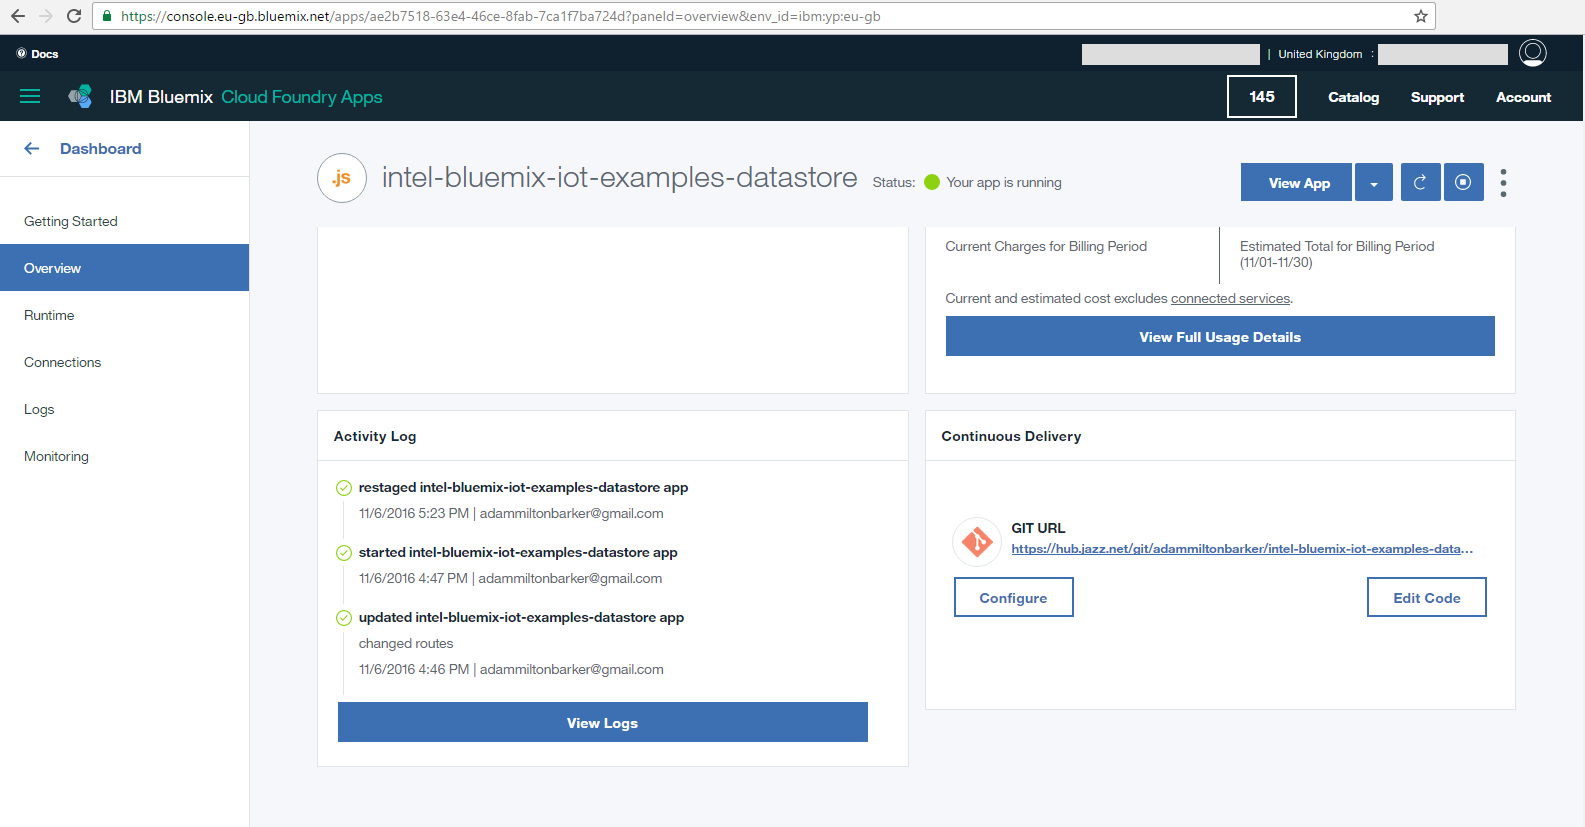 https://console.eu-gb.bluemix.net/apps/ae2b7518-63e4-46ce-8fab-7ca1f7ba724d?paneId=overview&env_id=ibm:yp:eu-gb
Docs
| United Kingdom :
IBM Bluemix Cloud Foundry Apps
145
Catalog
Support
Account
Dashboard
Getting Started
Overview
Runtime
Connections
Logs
Monitoring
.js
intel-bluemix-iot-examples-datastore
Status: Your app is running
View App
Current Charges for Billing Period
Estimated Total for Billing Period
(11/01-11/30)
Current and estimated cost excludes connected services.
View Full Usage Details
Activity Log
restaged intel-bluemix-iot-examples-datastore app
11/6/2016 5:23 PM | adammiltonbarker@gmail.com
started intel-bluemix-iot-examples-datastore app
11/6/2016 4:47 PM | adammiltonbarker@gmail.com
updated intel-bluemix-iot-examples-datastore app
changed routes
11/6/2016 4:46 PM | adammiltonbarker@gmail.com
View Logs
Continuous Delivery
GIT URL
https://hub.jazz.net/git/adammiltonbarker/intel-bluemix-iot-examples-data...
Configure
Edit Code